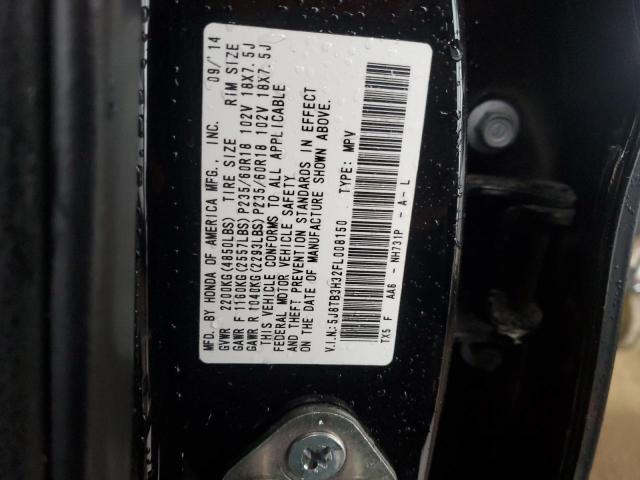 MFD. BY HONDA OF AMERICA MFG., INC. 09/'14
GVWR 2200KG(4850LBS) TIRE SIZE RIM SIZE
GAWR F 1160KG(2557LBS) P235/60R18 102V 18X7.5J
GAWR R 1040KG(2293LBS) P235/60R18 102V 18X7.5J
THIS VEHICLE CONFORMS TO ALL APPLICABLE
FEDERAL MOTOR VEHICLE SAFETY
AND THEFT PREVENTION STANDARDS IN EFFECT
ON THE DATE OF MANUFACTURE SHOWN ABOVE.
V.I.N:5J8TB3H32FL008150 TYPE: MPV
TX5 F AA6 - NH731P - A - L